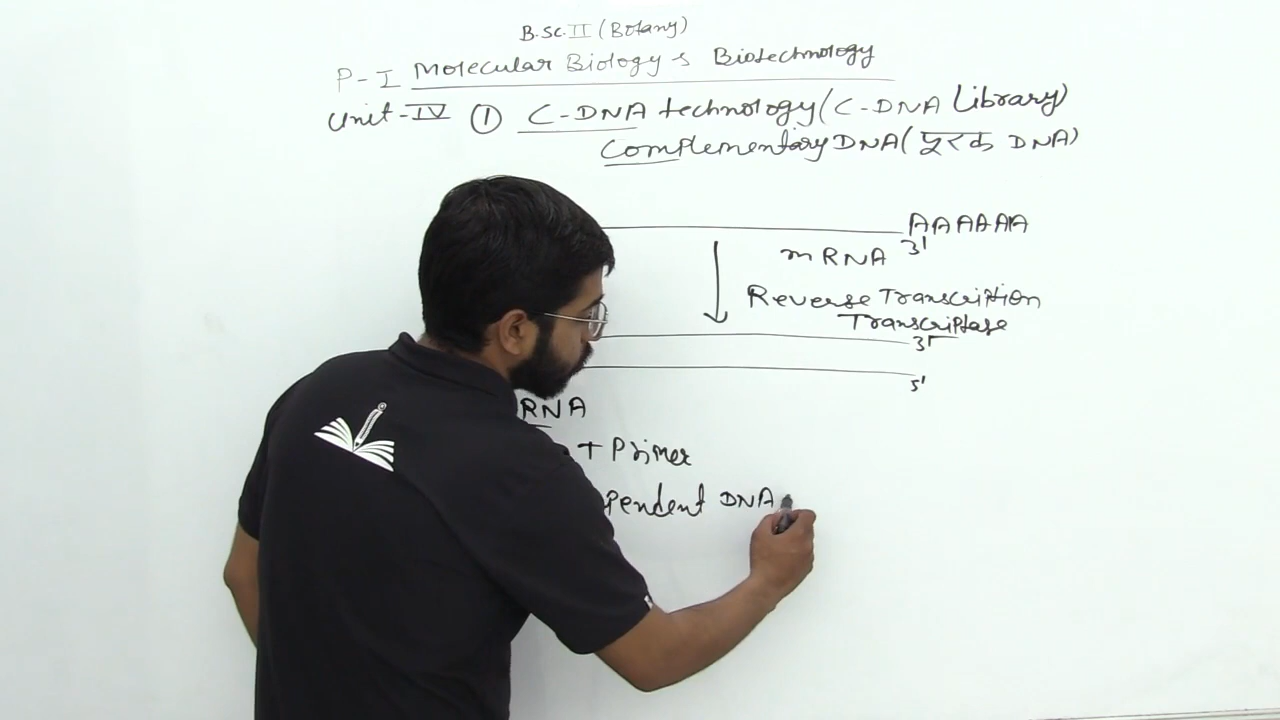 B.Sc.II (Botany)
P-I Molecular Biology & Biotechnology
Unit-IV ① C-DNA technology (C-DNA Library)
Complementary DNA (पूरक DNA)
AAAAAA
mRNA 3'
Reverse Transcription
Transcriptase
3'
5'
RNA
+ Primer
pendent DNA